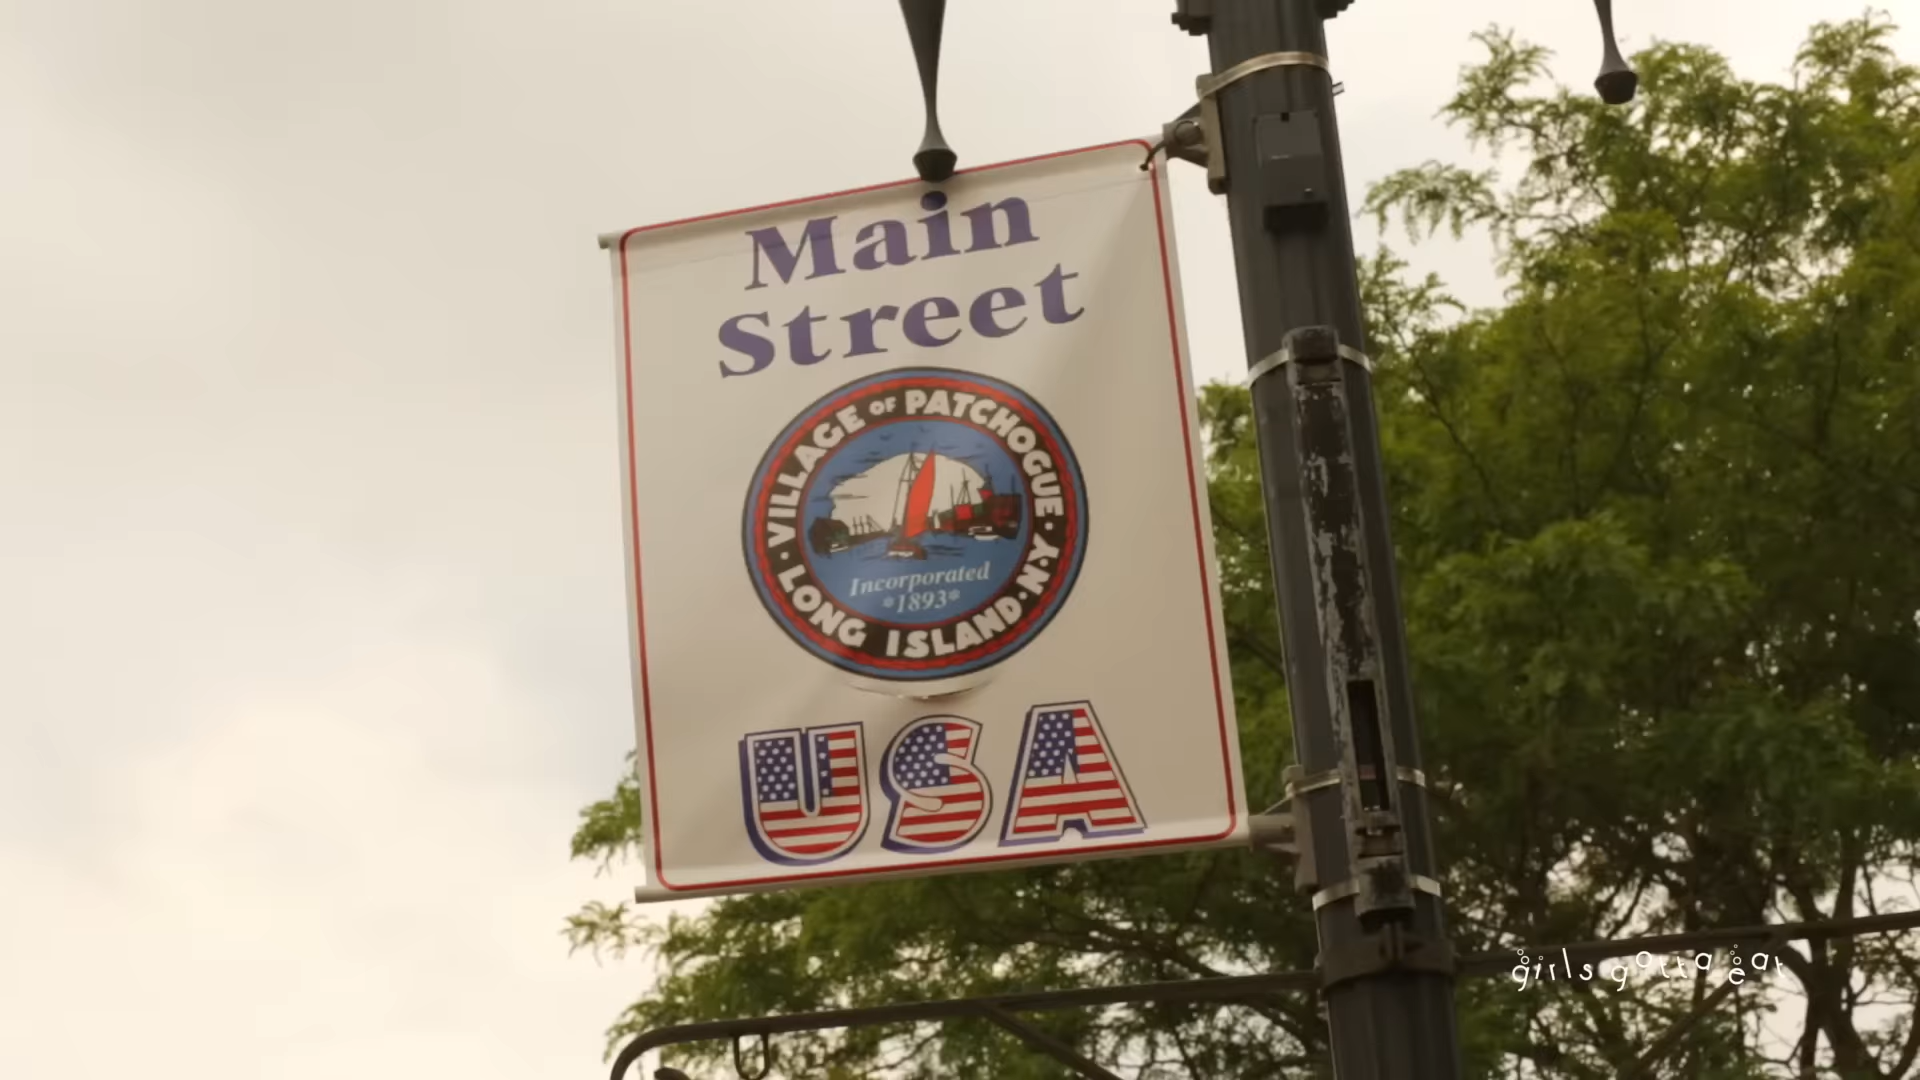 Main
Street
VILLAGE OF PATCHOGUE
· LONG ISLAND · N·Y ·
Incorporated
*1893*
USA
girls gotta eat